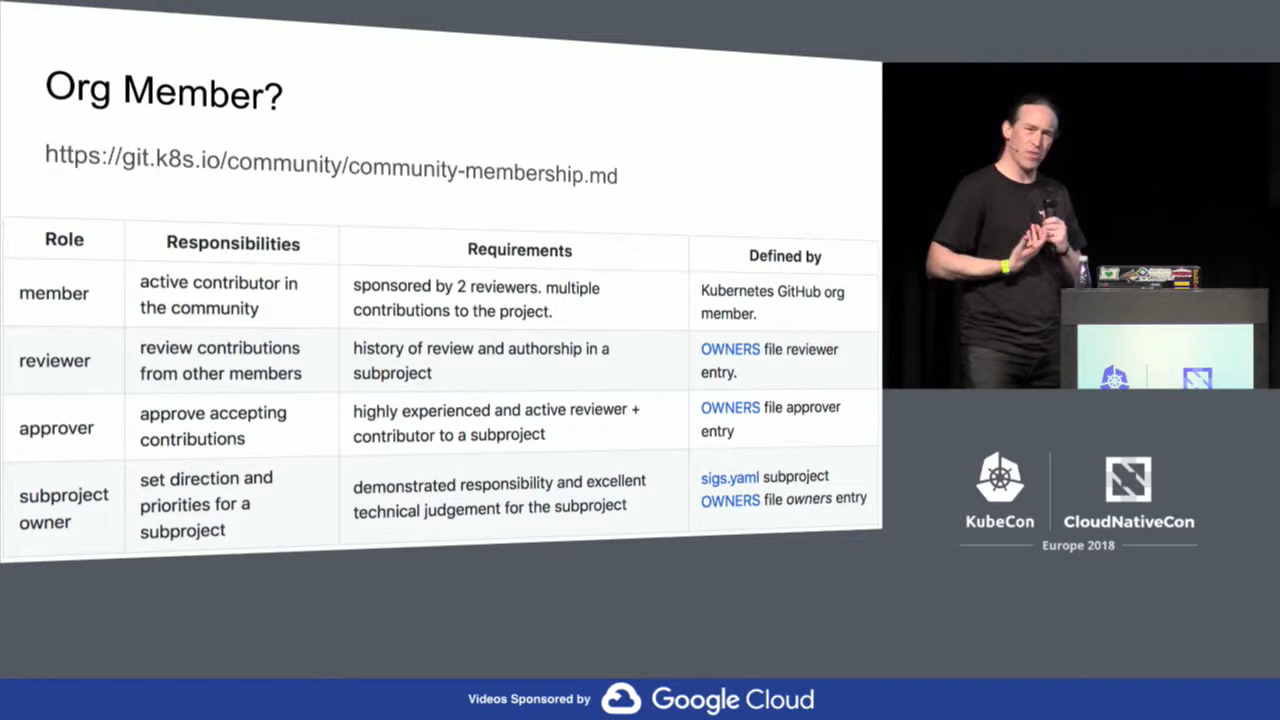 Org Member?
https://git.k8s.io/community/community-membership.md
Role
Responsibilities
Requirements
Defined by
member
active contributor in
the community
sponsored by 2 reviewers. multiple
contributions to the project.
Kubernetes GitHub org
member.
reviewer
review contributions
from other members
history of review and authorship in a
subproject
OWNERS file reviewer
entry.
approver
approve accepting
contributions
highly experienced and active reviewer +
contributor to a subproject
OWNERS file approver
entry
subproject
owner
set direction and
priorities for a
subproject
demonstrated responsibility and excellent
technical judgement for the subproject
sigs.yaml subproject
OWNERS file owners entry
KubeCon
CloudNativeCon
Europe 2018
Videos Sponsored by
Google Cloud